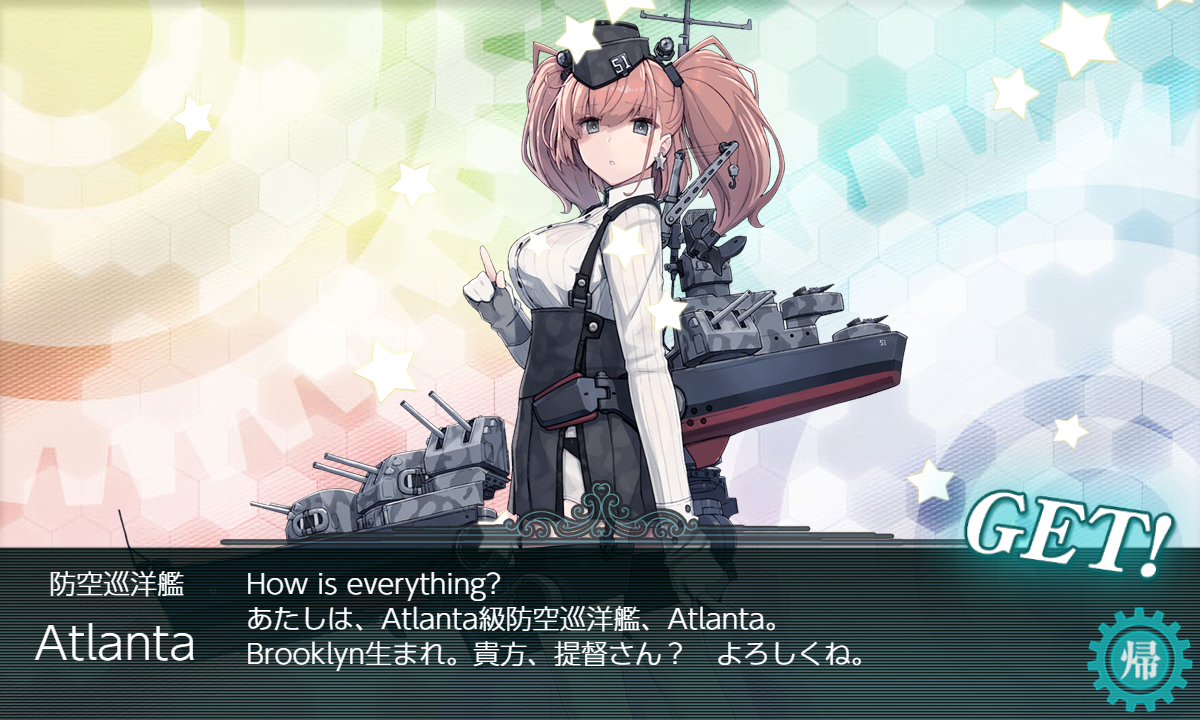 51
51
GET!
防空巡洋艦
Atlanta
How is everything?
あたしは、Atlanta級防空巡洋艦、Atlanta。
Brooklyn生まれ。貴方、提督さん？　よろしくね。
帰